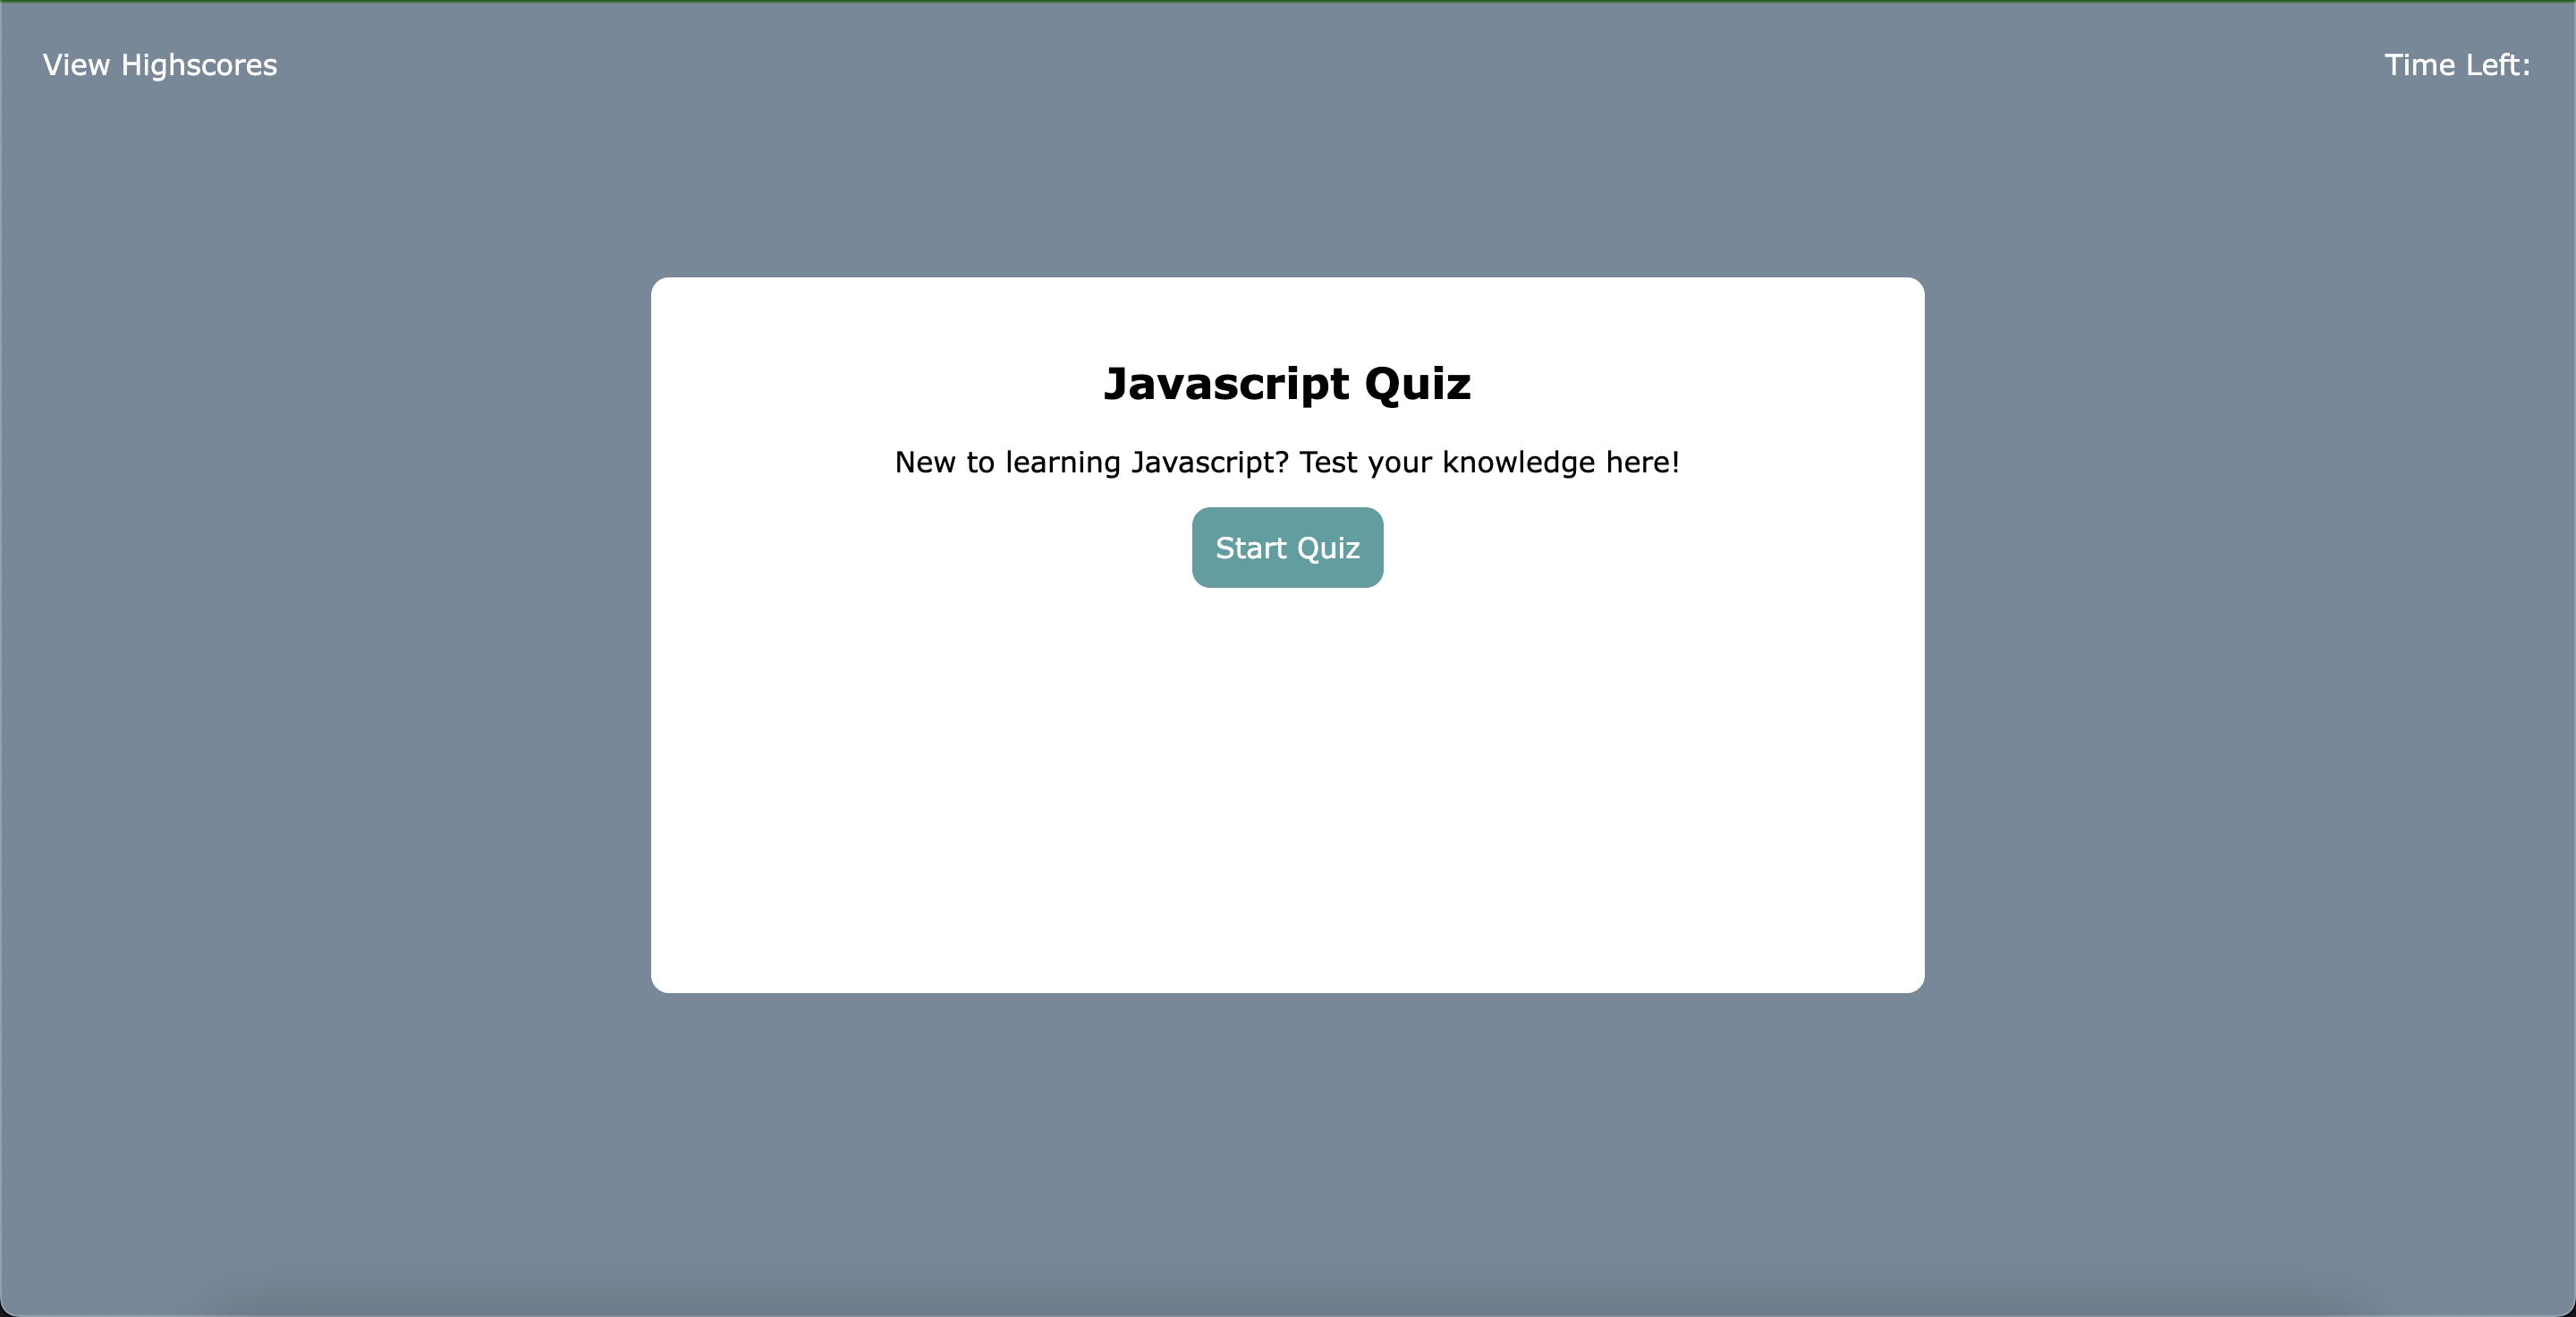 View Highscores
Time Left:
Javascript Quiz
New to learning Javascript? Test your knowledge here!
Start Quiz